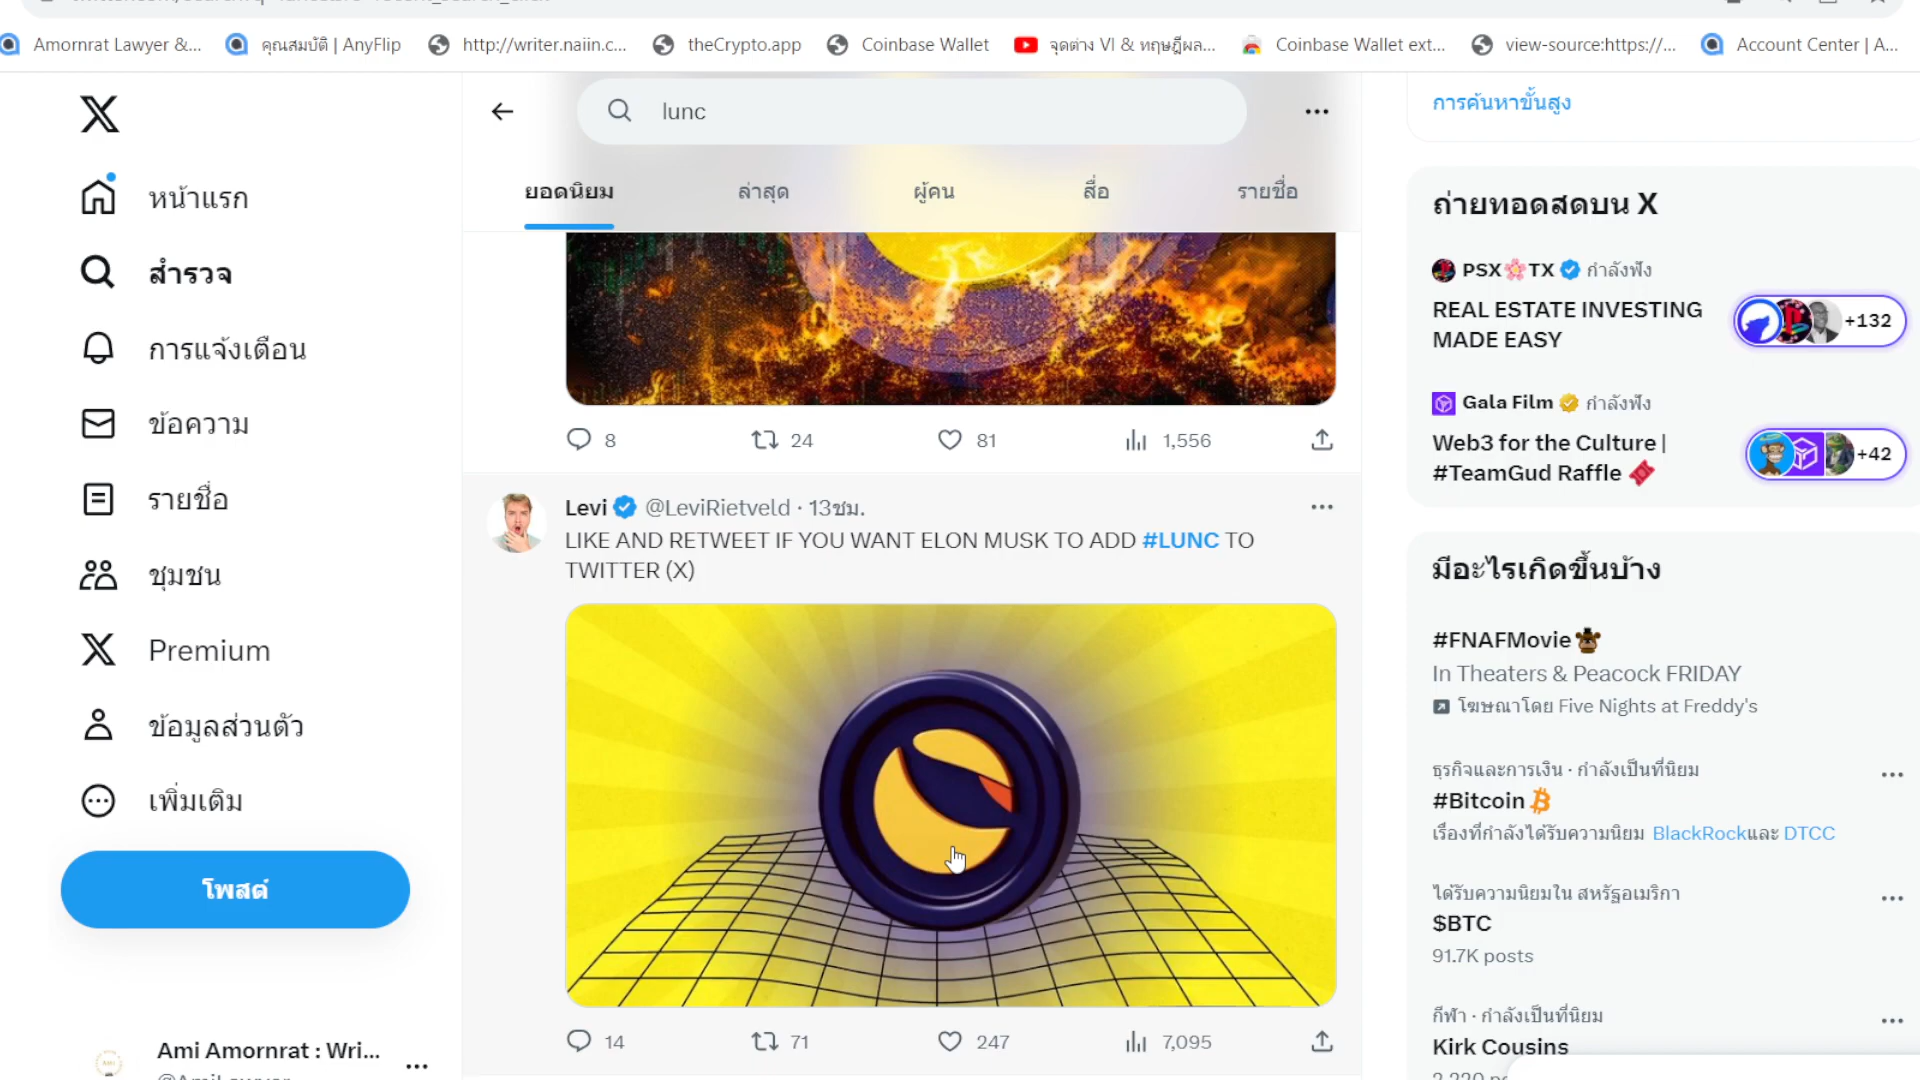 Amornrat Lawyer &...
คุณสมบัติ | AnyFlip
http://writer.naiin.c...
theCrypto.app
Coinbase Wallet
จุดต่าง VI & ทฤษฎีผล...
Coinbase Wallet ext...
view-source:https://...
Account Center | A...
lunc
ยอดนิยม
ล่าสุด
ผู้คน
สื่อ
รายชื่อ
หน้าแรก
สำรวจ
การแจ้งเตือน
ข้อความ
รายชื่อ
ชุมชน
Premium
ข้อมูลส่วนตัว
เพิ่มเติม
โพสต์
Ami Amornrat : Wri...
8
24
81
1,556
Levi @LeviRietveld · 13ชม.
LIKE AND RETWEET IF YOU WANT ELON MUSK TO ADD #LUNC TO
TWITTER (X)
14
71
247
7,095
การค้นหาขั้นสูง
ถ่ายทอดสดบน X
PSX🌸TX กำลังฟัง
REAL ESTATE INVESTING
MADE EASY
+132
Gala Film กำลังฟัง
Web3 for the Culture |
#TeamGud Raffle
+42
มีอะไรเกิดขึ้นบ้าง
#FNAFMovie
In Theaters & Peacock FRIDAY
โฆษณาโดย Five Nights at Freddy's
ธุรกิจและการเงิน · กำลังเป็นที่นิยม
#Bitcoin
เรื่องที่กำลังได้รับความนิยม BlackRockและ DTCC
ได้รับความนิยมใน สหรัฐอเมริกา
$BTC
91.7K posts
กีฬา · กำลังเป็นที่นิยม
Kirk Cousins